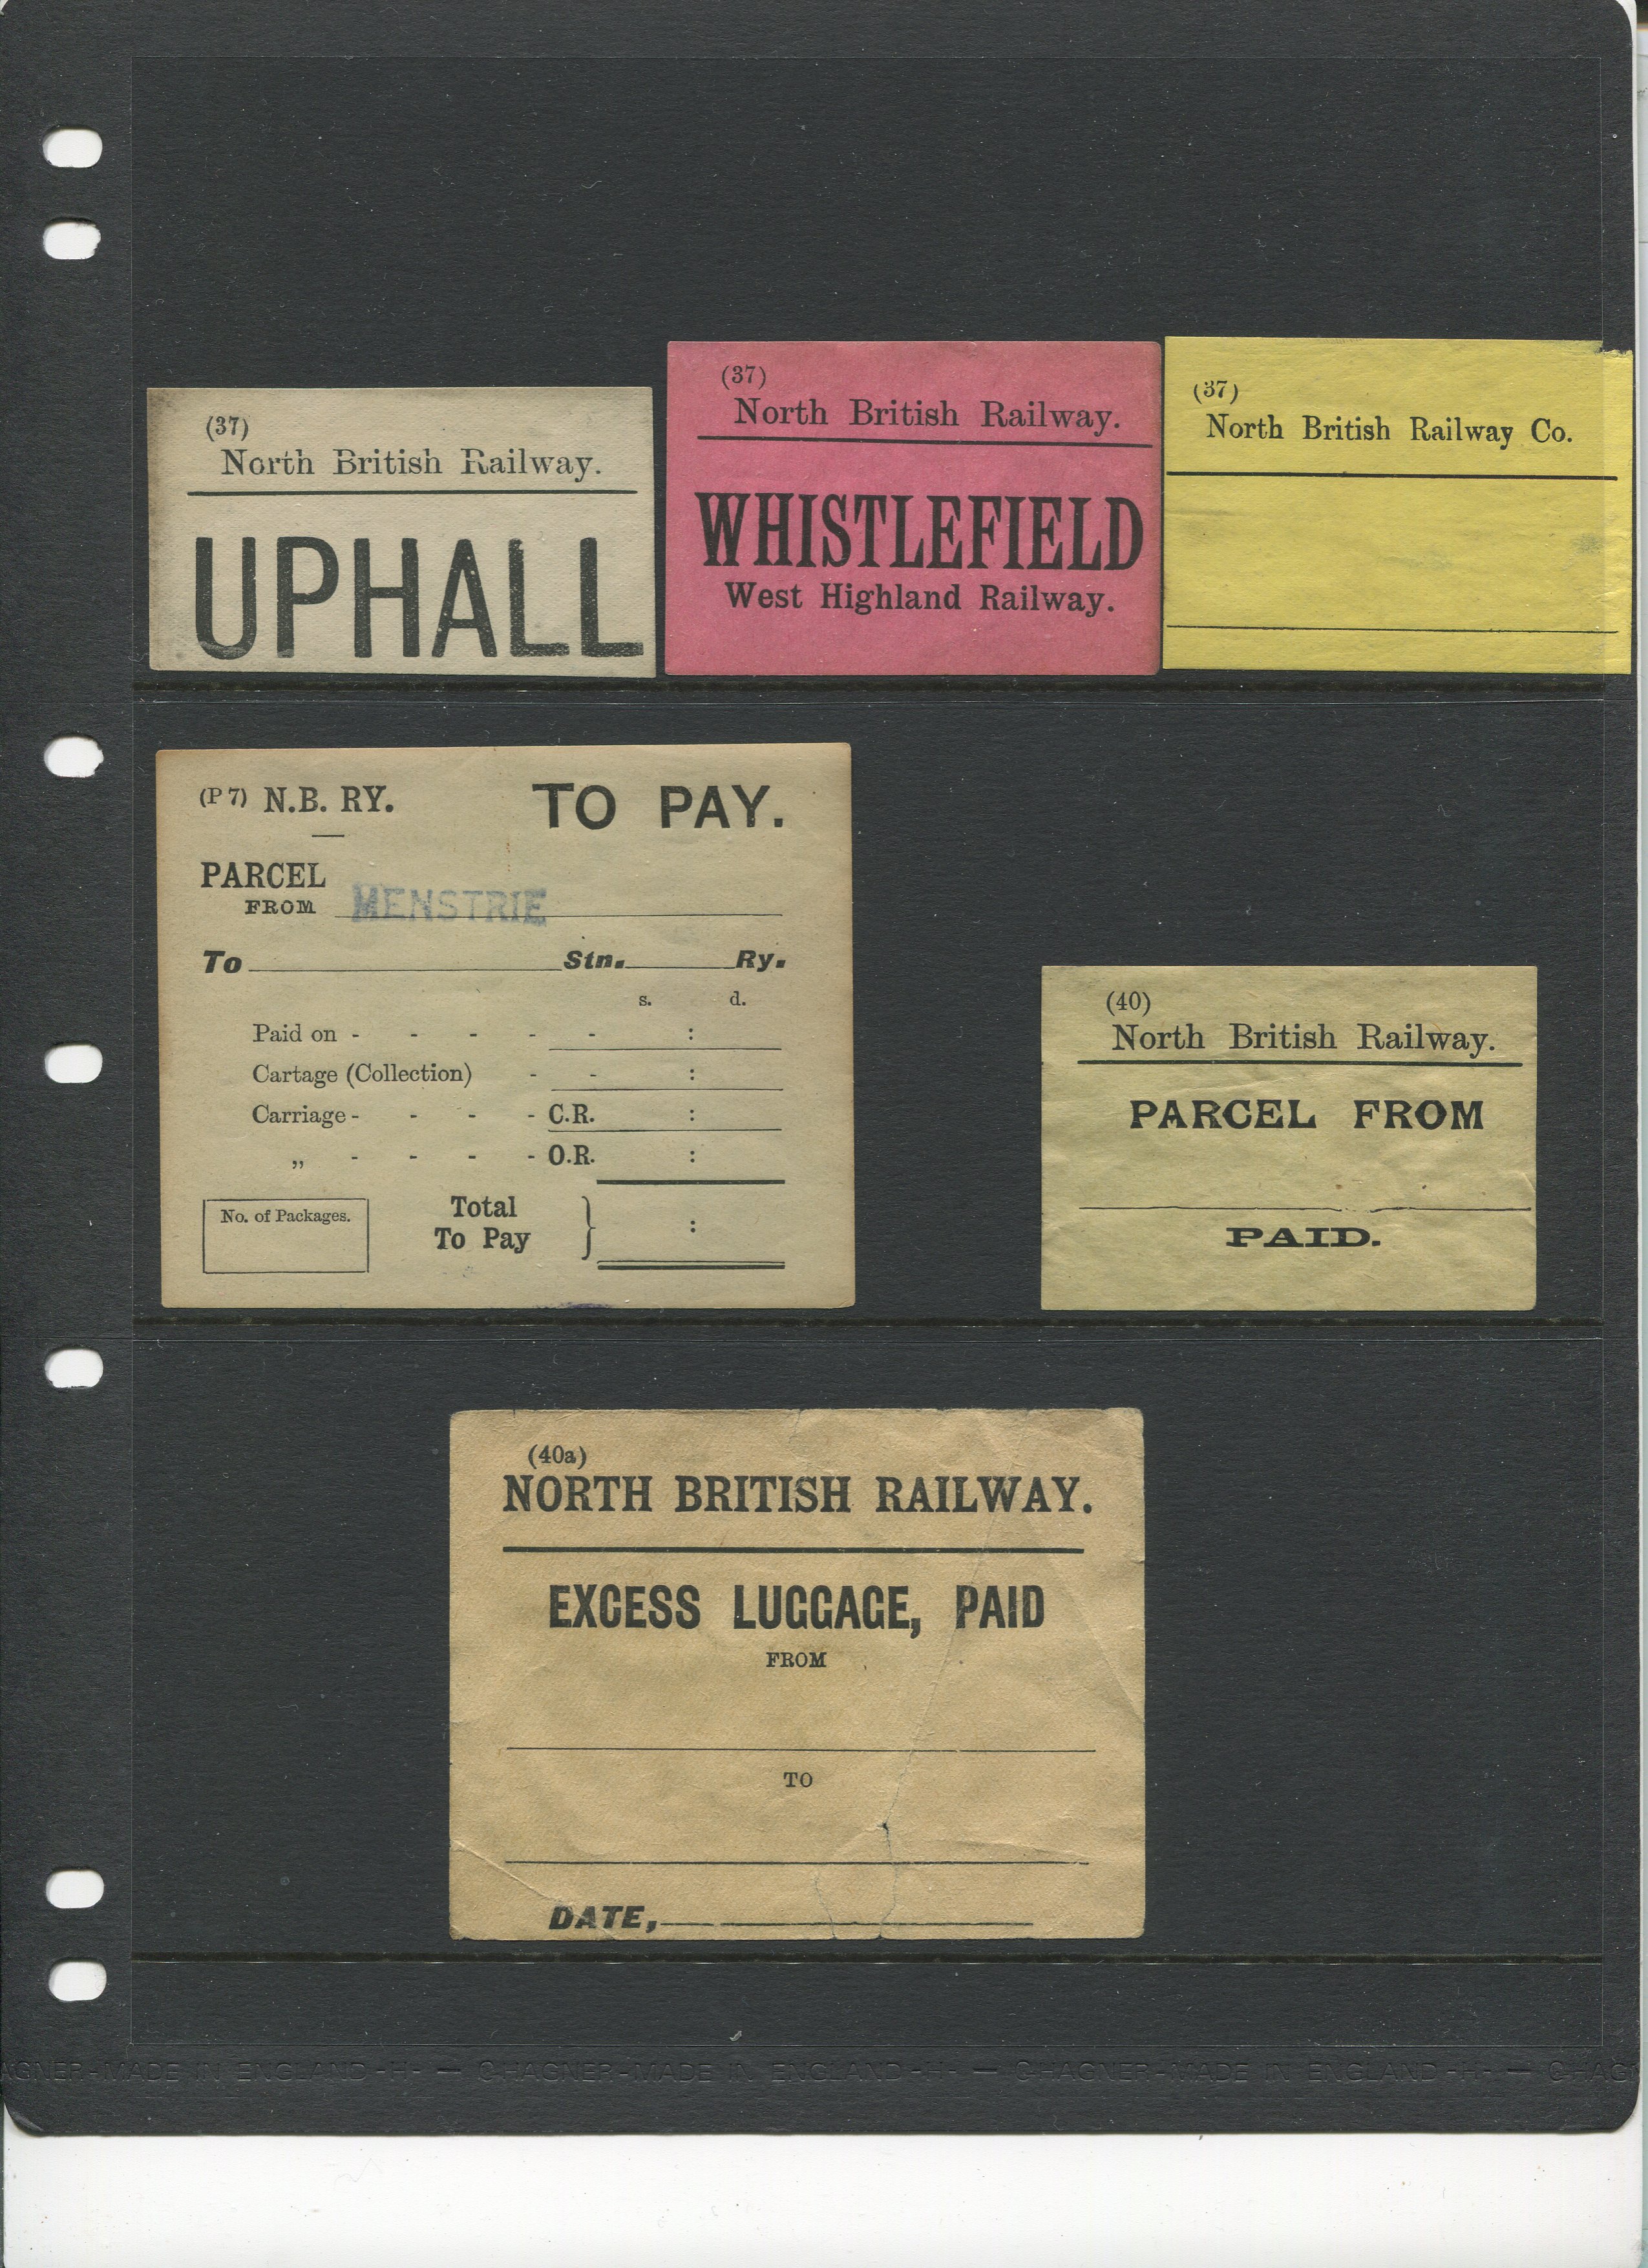 (37)
North British Railway.
UPHALL
(37)
North British Railway.
WHISTLEFIELD
West Highland Railway.
(37)
North British Railway Co.
(P 7) N.B. RY. TO PAY.
PARCEL
FROM MENSTRIE
To Stn. Ry.
s. d.
Paid on - - - - - :
Cartage (Collection) - - :
Carriage - - - - C.R. :
„ - - - - O.R. :
No. of Packages.
Total
To Pay } :
(40)
North British Railway.
PARCEL FROM
PAID.
(40a)
NORTH BRITISH RAILWAY.
EXCESS LUGGAGE, PAID
FROM
TO
DATE,
AGNER-MADE IN ENGLAND -H- — C-HAGNER-MADE IN ENGLAND -H- — C-HAGNER-MADE IN ENGLAND -H- — C-HAG